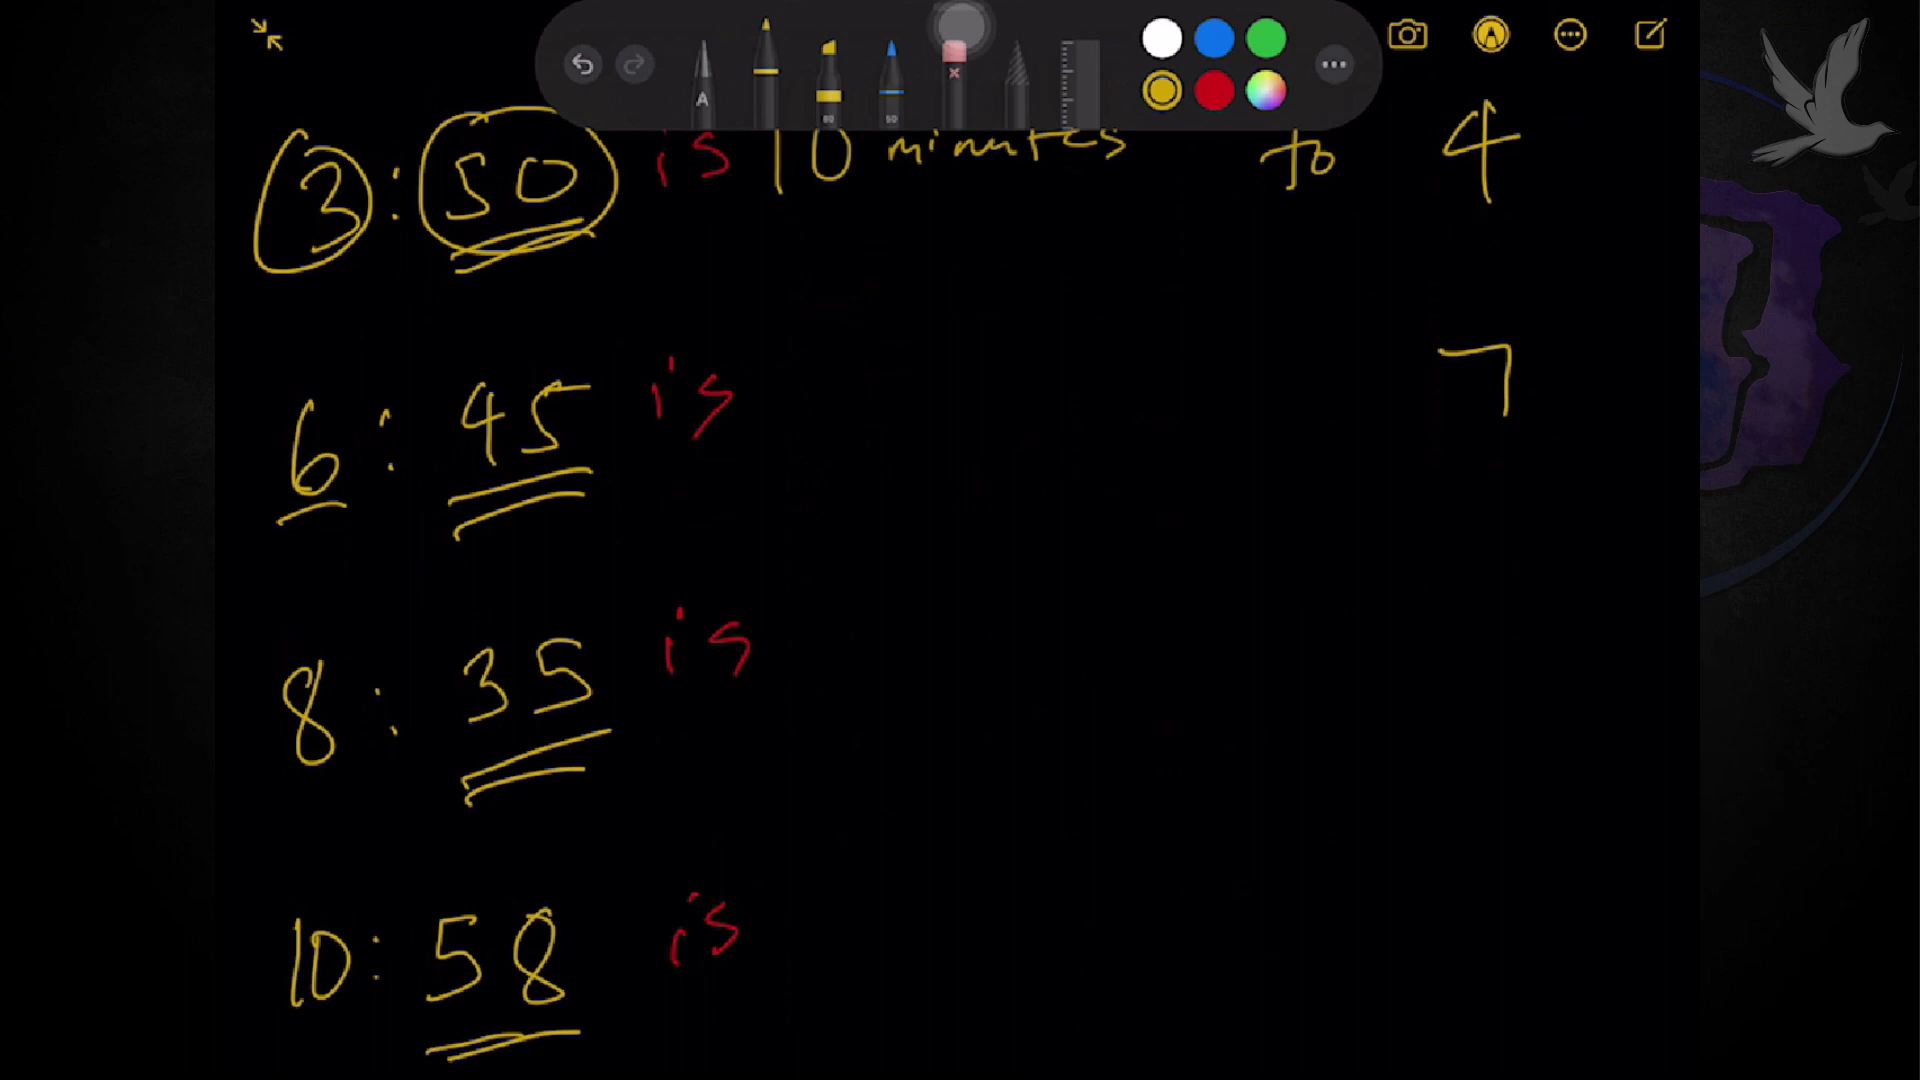 3:50 is 10 minutes to 4
6:45 is 7
8:35 is
10:58 is